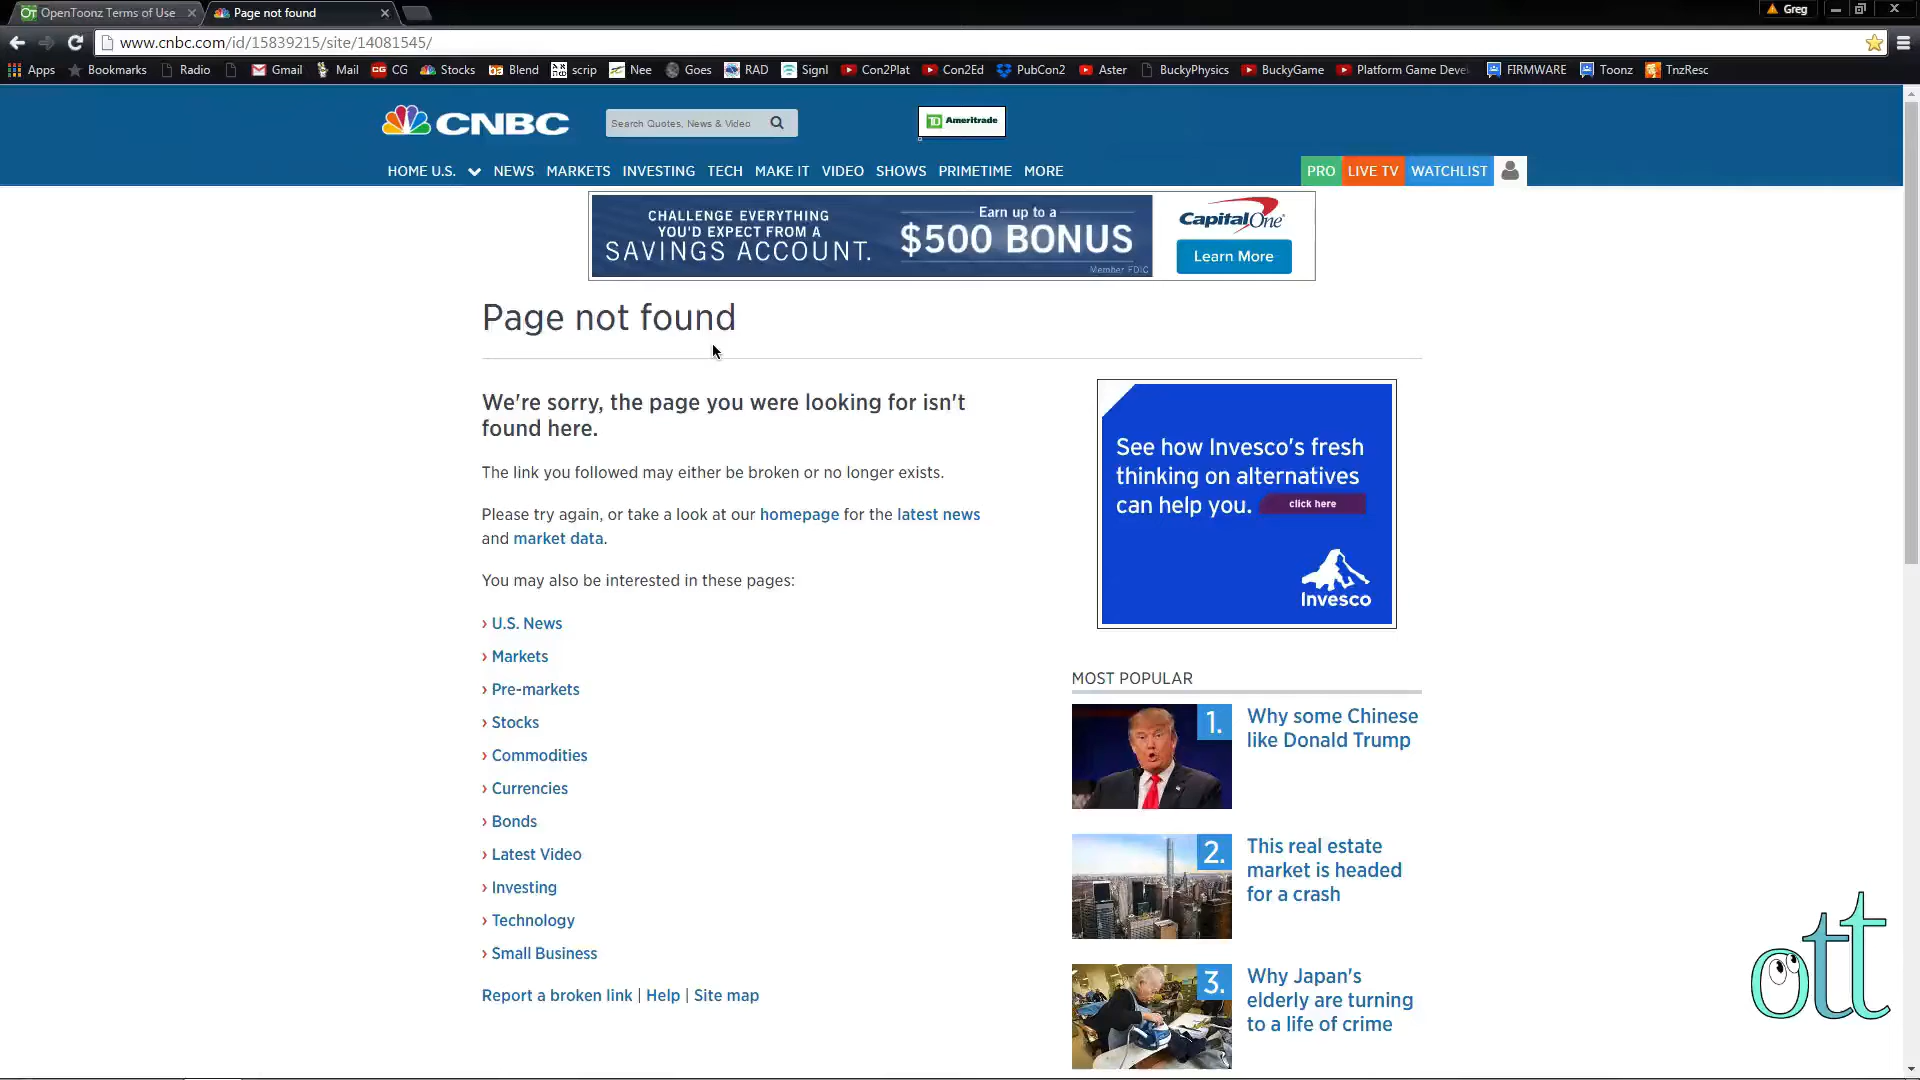 OpenToonz Terms of Use
Page not found
Greg
www.cnbc.com/id/15839215/site/14081545/
Apps Bookmarks Radio Gmail Mail CG Stocks Blend scrip Nee Goes RAD Signl Con2Plat Con2Ed PubCon2 Aster BuckyPhysics BuckyGame Platform Game Deve FIRMWARE Toonz TnzResc
CNBC
Search Quotes, News & Video
TD Ameritrade
HOME U.S. NEWS MARKETS INVESTING TECH MAKE IT VIDEO SHOWS PRIMETIME MORE
PRO LIVE TV WATCHLIST
CHALLENGE EVERYTHING
YOU'D EXPECT FROM A
SAVINGS ACCOUNT.
Earn up to a
$500 BONUS
Member FDIC
Capital One
Learn More
Page not found
We're sorry, the page you were looking for isn't
found here.
The link you followed may either be broken or no longer exists.
Please try again, or take a look at our homepage for the latest news
and market data.
You may also be interested in these pages:
› U.S. News
› Markets
› Pre-markets
› Stocks
› Commodities
› Currencies
› Bonds
› Latest Video
› Investing
› Technology
› Small Business
Report a broken link | Help | Site map
See how Invesco's fresh
thinking on alternatives
can help you. click here
Invesco
MOST POPULAR
1. Why some Chinese
like Donald Trump
2. This real estate
market is headed
for a crash
3. Why Japan's
elderly are turning
to a life of crime
ott